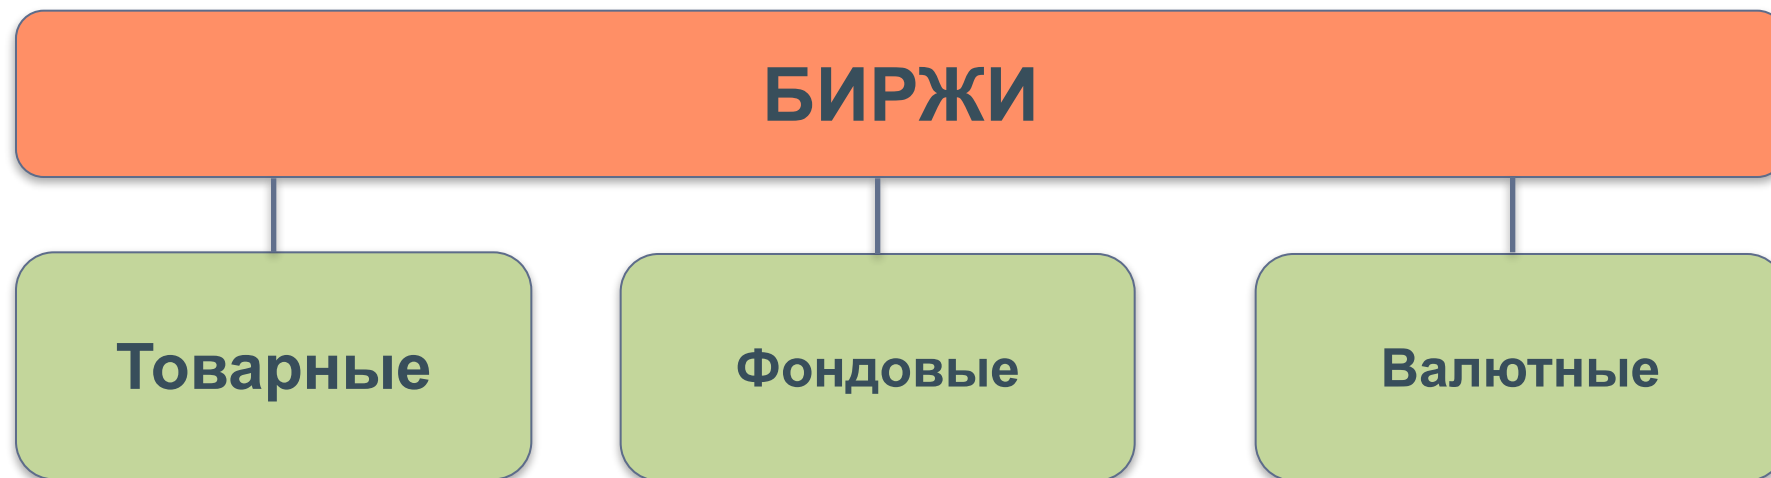 БИРЖИ
Товарные
Фондовые
Валютные